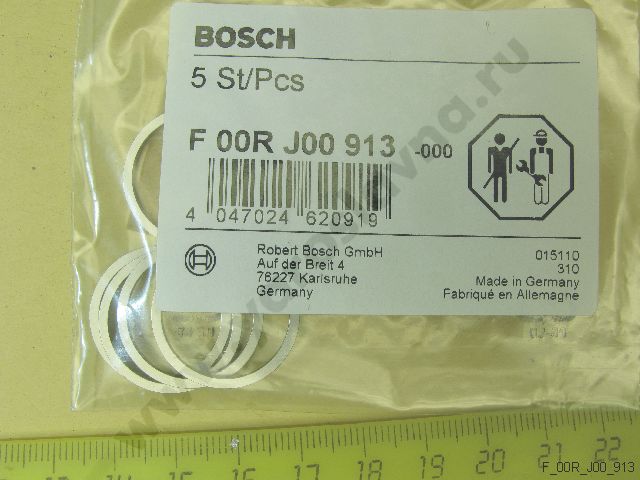 BOSCH
5 St/Pcs
F 00R J00 913 -000
4 047024 620919
Robert Bosch GmbH
Auf der Breit 4
76227 Karlsruhe
Germany
015110
310
Made in Germany
Fabriqué en Allemagne
13 14 15 16 17 18 19 20 21 22
F_00R_J00_913